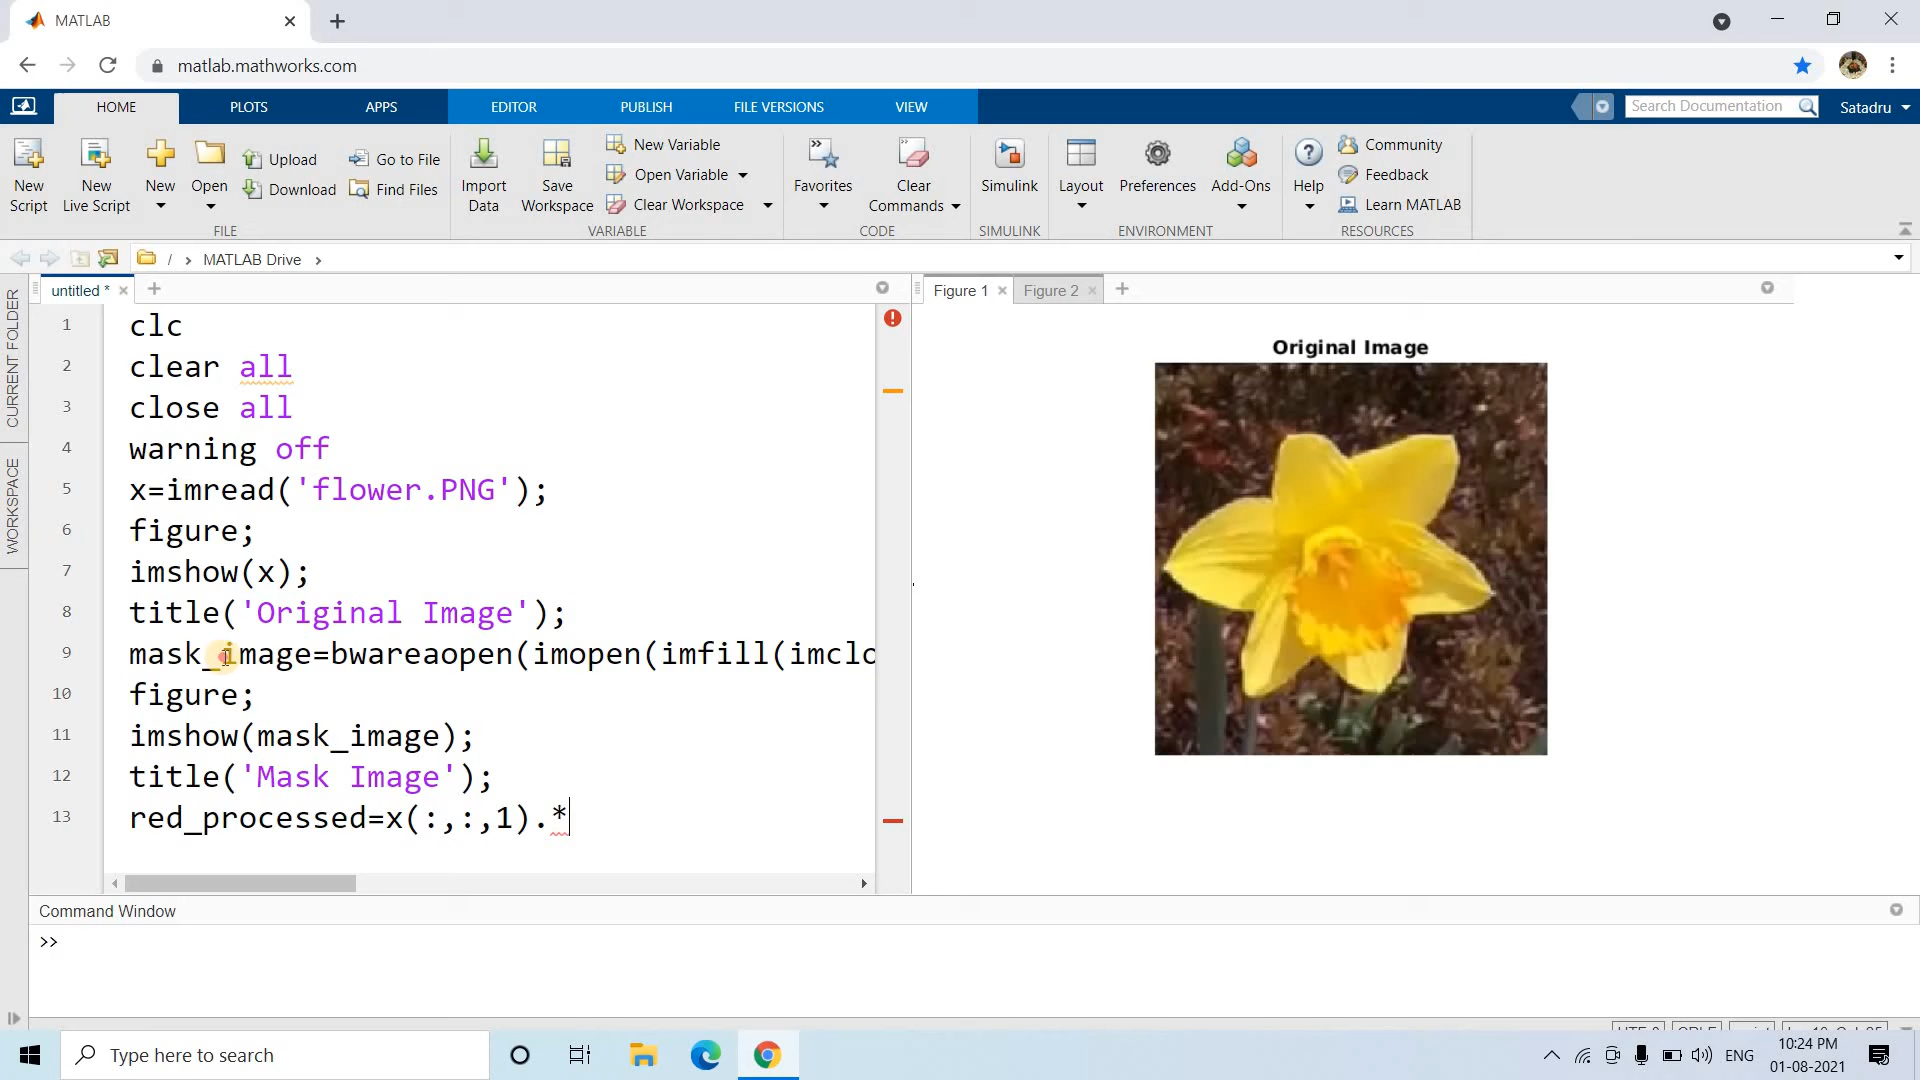 MATLAB
matlab.mathworks.com
HOME PLOTS APPS EDITOR PUBLISH FILE VERSIONS VIEW
Search Documentation
Satadru
New Script
New Live Script
New
Open
Upload
Download
Go to File
Find Files
FILE
Import Data
Save Workspace
New Variable
Open Variable
Clear Workspace
VARIABLE
Favorites
Clear Commands
CODE
Simulink
SIMULINK
Layout
Preferences
Add-Ons
ENVIRONMENT
Help
Community
Feedback
Learn MATLAB
RESOURCES
/ › MATLAB Drive ›
CURRENT FOLDER
WORKSPACE
untitled *
1 clc
2 clear all
3 close all
4 warning off
5 x=imread('flower.PNG');
6 figure;
7 imshow(x);
8 title('Original Image');
9 mask_image=bwareaopen(imopen(imfill(imclo
10 figure;
11 imshow(mask_image);
12 title('Mask Image');
13 red_processed=x(:,:,1).*
Figure 1
Figure 2
Original Image
Command Window
>>
Type here to search
ENG
10:24 PM
01-08-2021